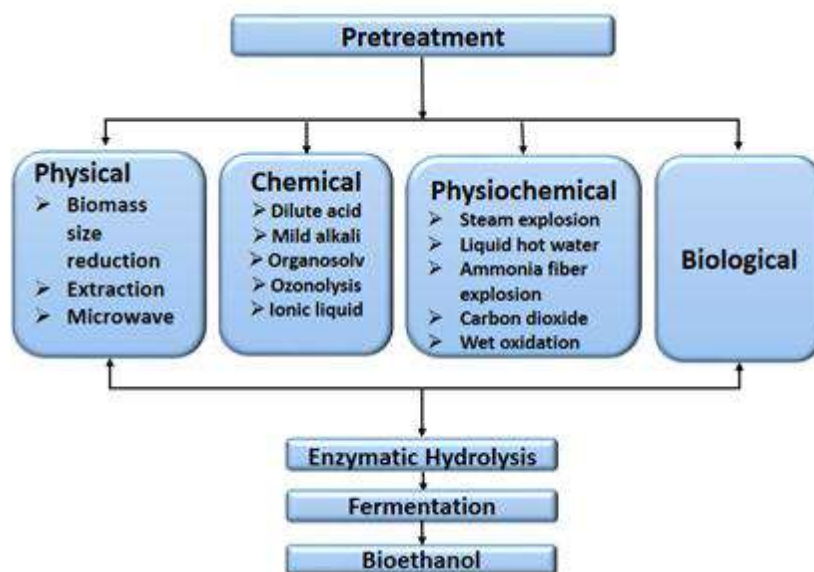 Pretreatment
Physical
➤ Biomass
size
reduction
➤ Extraction
➤ Microwave
Chemical
➤ Dilute acid
➤ Mild alkali
➤ Organosolv
➤ Ozonolysis
➤ Ionic liquid
Physiochemical
➤ Steam explosion
➤ Liquid hot water
➤ Ammonia fiber
explosion
➤ Carbon dioxide
➤ Wet oxidation
Biological
Enzymatic Hydrolysis
Fermentation
Bioethanol